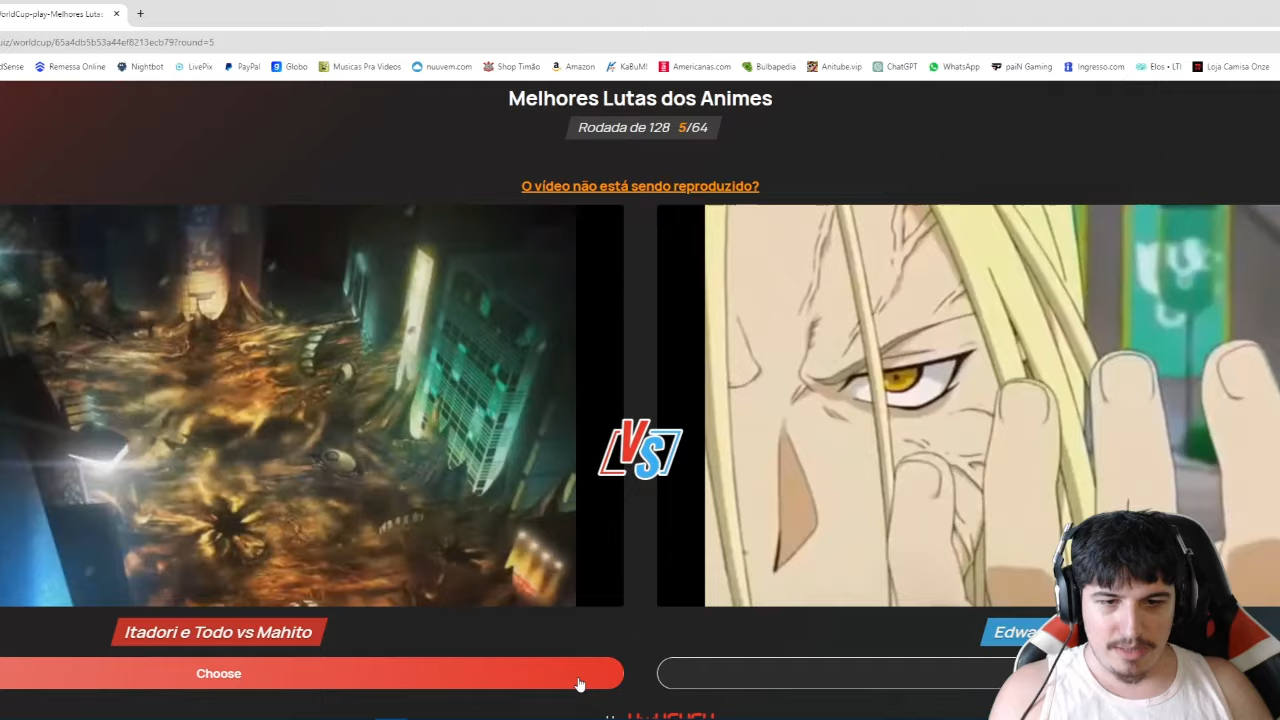 WorldCup-play-Melhores Lutas
uiz/worldcup/65a4db5b53a44ef8213ecb79?round=5
dSense Remessa Online Nightbot LivePix PayPal Globo Musicas Pra Videos nuuvem.com Shop Timão Amazon KaBuM! Americanas.com Bulbapedia Anitube.vip ChatGPT WhatsApp paiN Gaming Ingresso.com Elos • LTI Loja Camisa Onze
Melhores Lutas dos Animes
Rodada de 128 5/64
O vídeo não está sendo reproduzido?
VS
Itadori e Todo vs Mahito
Edwa
Choose